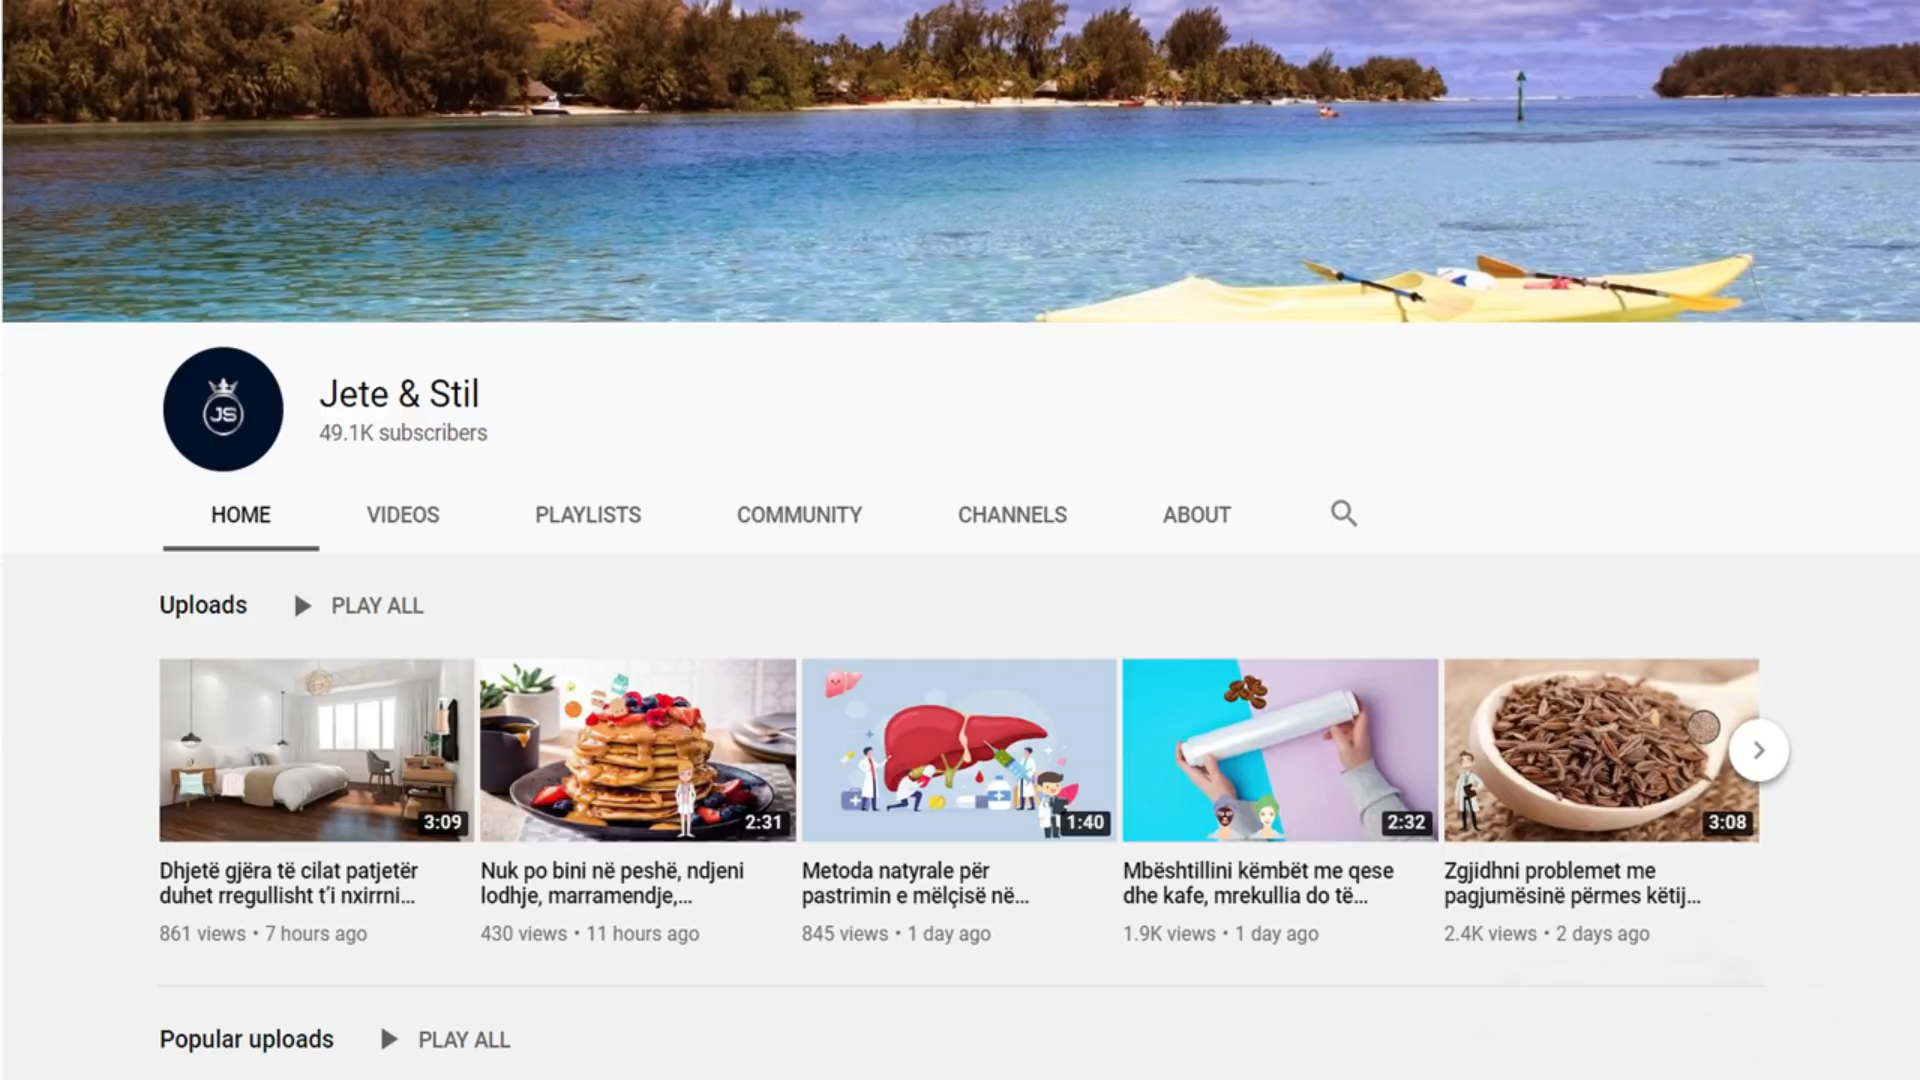 JS
Jete & Stil
49.1K subscribers
HOME VIDEOS PLAYLISTS COMMUNITY CHANNELS ABOUT
Uploads PLAY ALL
3:09 2:31 1:40 2:32 3:08
Dhjetë gjëra të cilat patjetër
duhet rregullisht t'i nxirrni...
861 views • 7 hours ago
Nuk po bini në peshë, ndjeni
lodhje, marramendje,...
430 views • 11 hours ago
Metoda natyrale për
pastrimin e mëlçisë në...
845 views • 1 day ago
Mbështillini këmbët me qese
dhe kafe, mrekullia do të...
1.9K views • 1 day ago
Zgjidhni problemet me
pagjumësinë përmes këtij...
2.4K views • 2 days ago
Popular uploads PLAY ALL